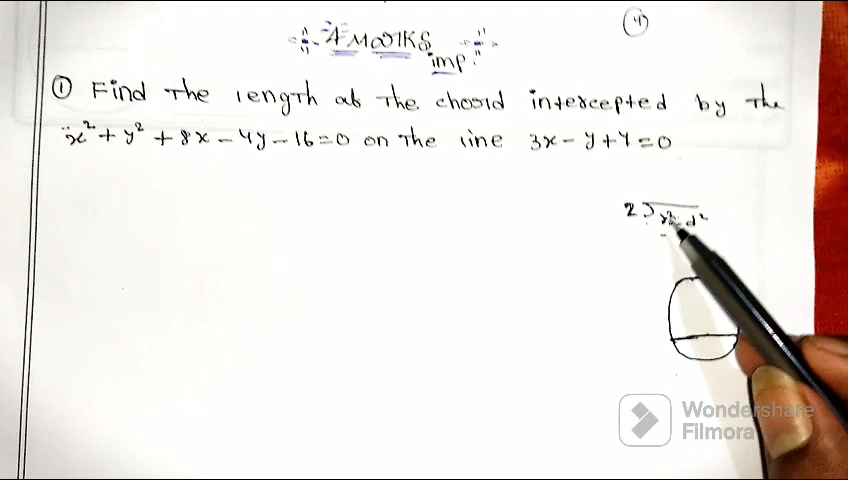 4
4 MARKS
imp.
① Find The length of The chord intercepted by The
x² + y² + 8x - 4y - 16 = 0 on The line 3x - y + 4 = 0
2√r²-d²
Wondershare
Filmora